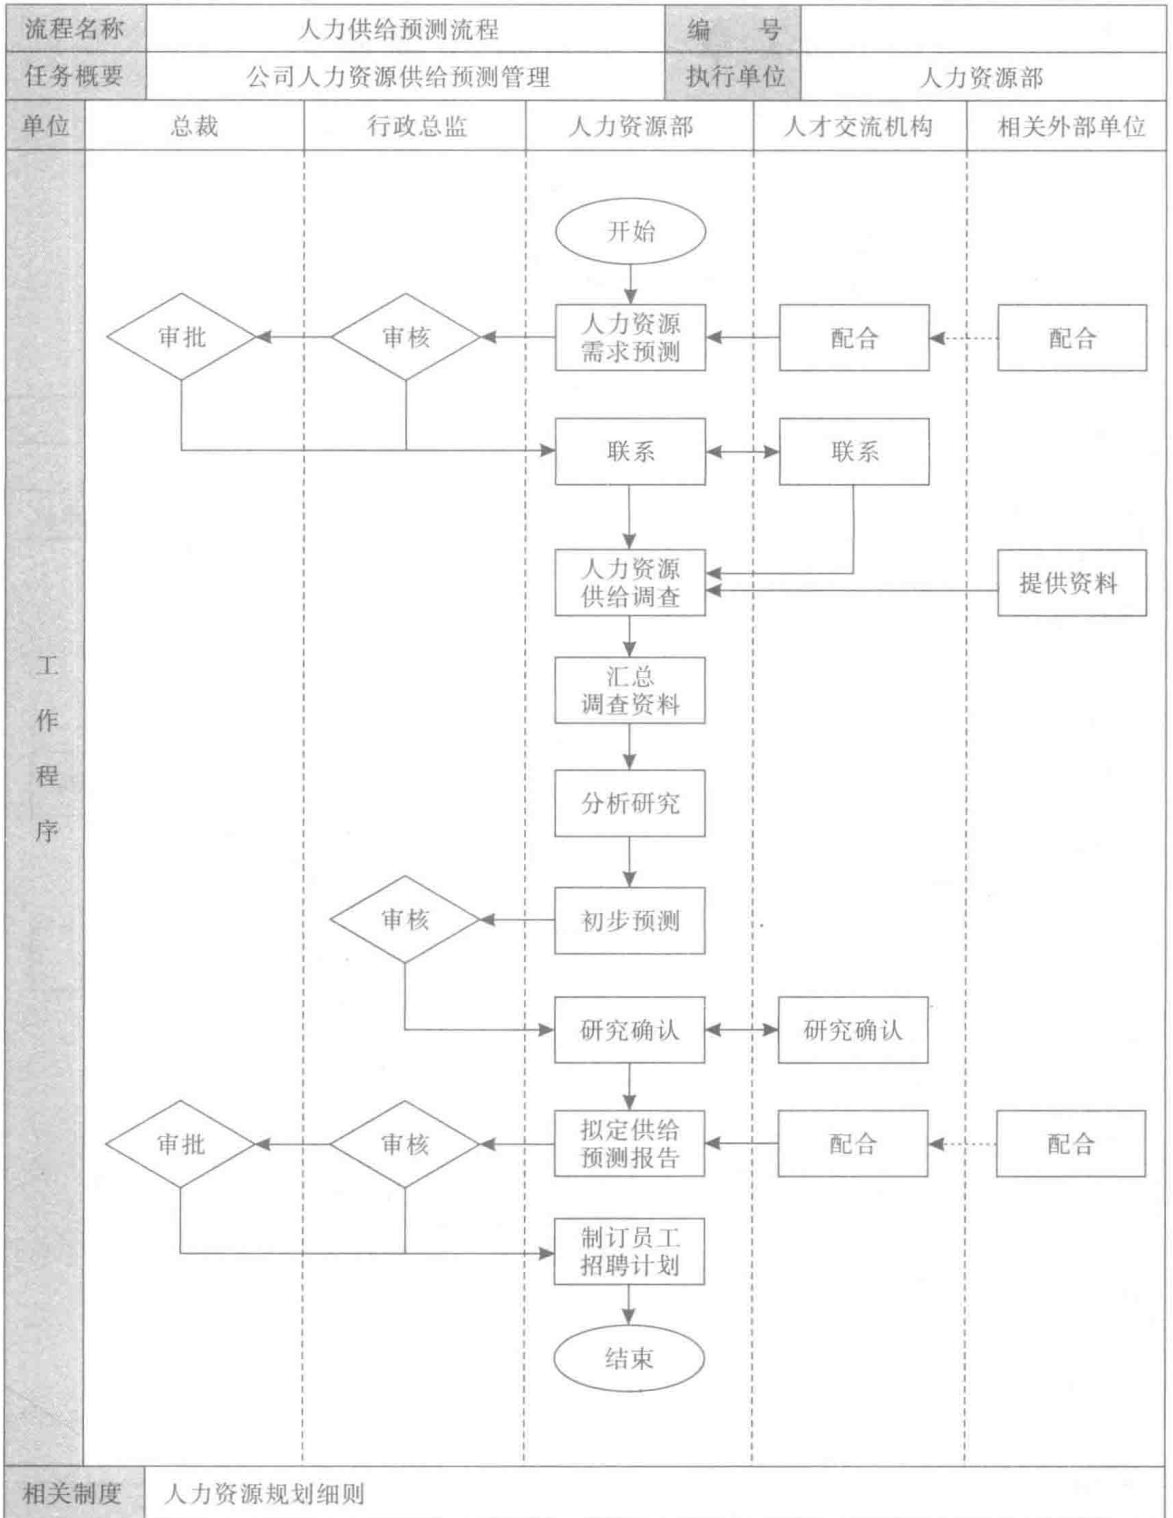 流程名称 人力供给预测流程 编 号
任务概要 公司人力资源供给预测管理 执行单位 人力资源部
单位 总裁 行政总监 人力资源部 人才交流机构 相关外部单位
开始
审批 审核 人力资源 配合 配合
需求预测
联系 联系
人力资源
供给调查 提供资料
汇总
调查资料
分析研究
审核 初步预测
研究确认 研究确认
审批 审核 拟定供给 配合 配合
预测报告
制订员工
招聘计划
结束
工
作
程
序
相关制度 人力资源规划细则